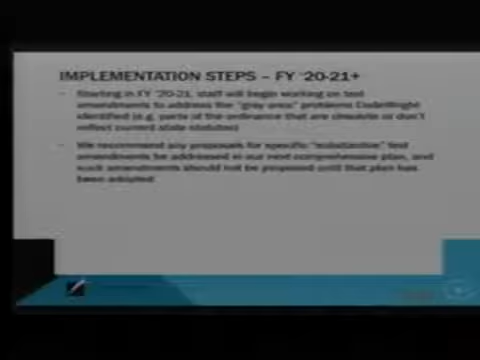 IMPLEMENTATION STEPS – FY '20-21+
Starting in FY '20-21, staff will begin working on text
amendments to address the "gray area" problems CodeWright
identified (e.g. parts of the ordinance that are obsolete or don't
reflect current state statutes)
We recommend any proposals for specific "substantive" text
amendments be addressed in our next comprehensive plan, and
such amendments should not be proposed until that plan has
been adopted